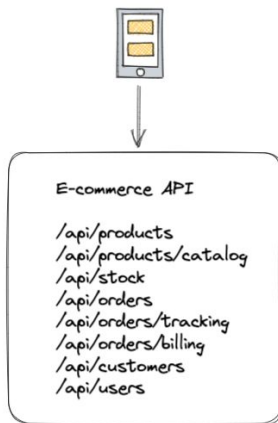 E-commerce API
/api/products
/api/products/catalog
/api/stock
/api/orders
/api/orders/tracking
/api/orders/billing
/api/customers
/api/users